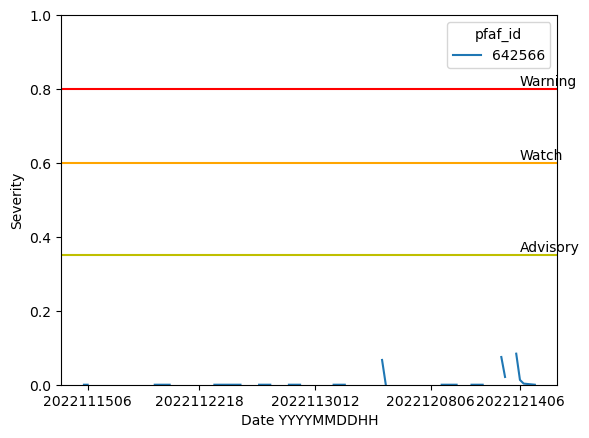 1.0
pfaf_id
642566
Warning
0.8
Watch
0.6
Severity
0.4
Advisory
0.2
0.0
2022111506 2022112218 2022113012 2022120806 2022121406
Date YYYYMMDDHH